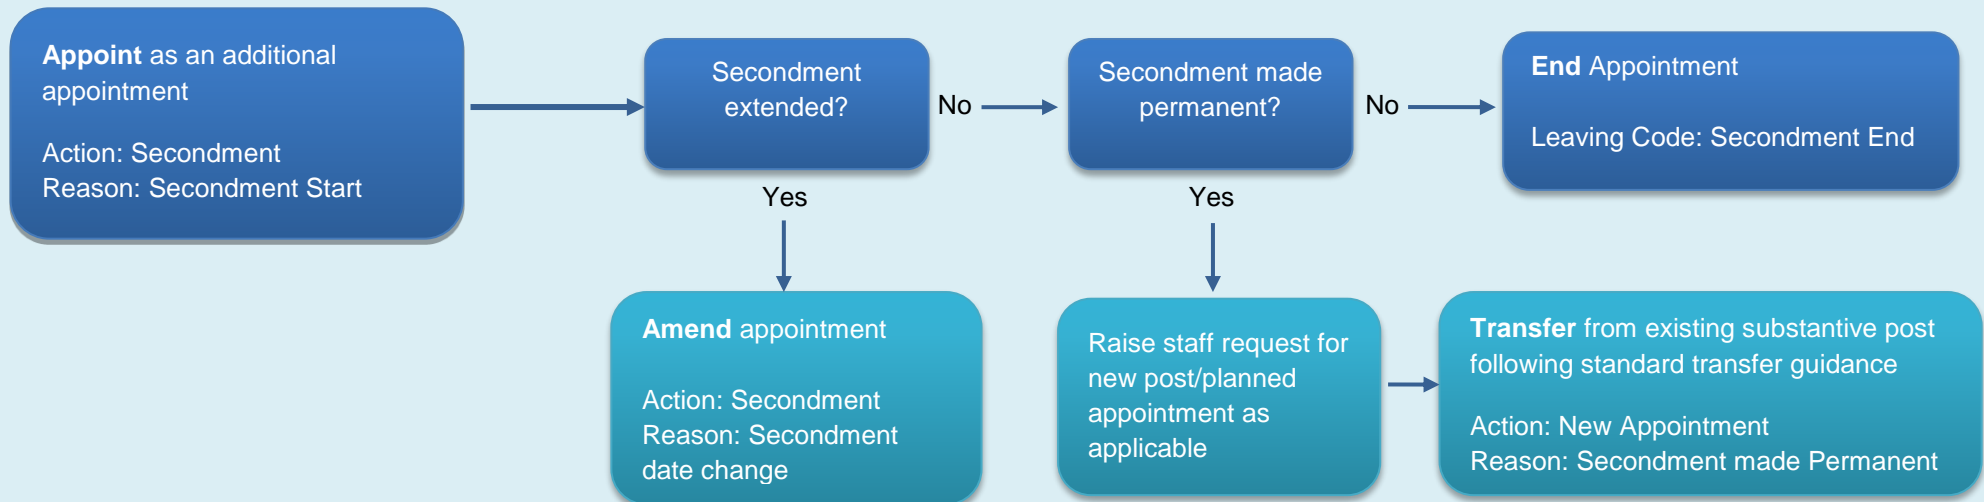 Appoint as an additional
appointment
Action: Secondment
Reason: Secondment Start
Secondment
extended?
No
Secondment made
permanent?
No
End Appointment
Leaving Code: Secondment End
Yes
Yes
Amend appointment
Action: Secondment
Reason: Secondment
date change
Raise staff request for
new post/planned
appointment as
applicable
Transfer from existing substantive post
following standard transfer guidance
Action: New Appointment
Reason: Secondment made Permanent